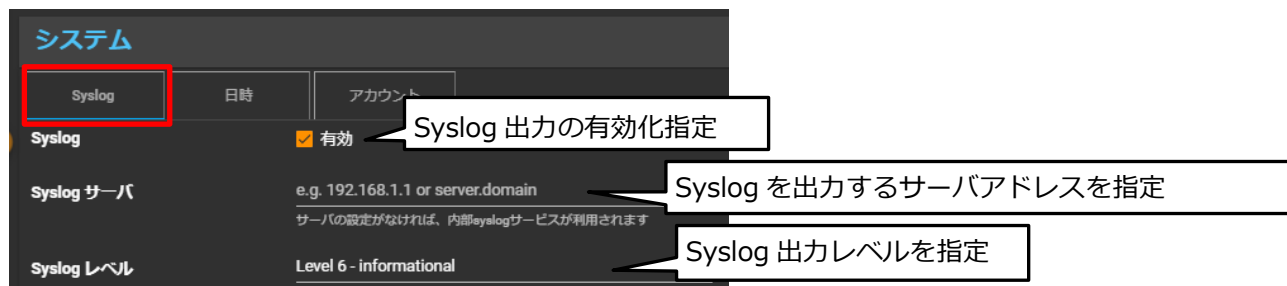 システム
Syslog 日時 アカウント
Syslog 有効 Syslog 出力の有効化指定
Syslog サーバ e.g. 192.168.1.1 or server.domain Syslog を出力するサーバアドレスを指定
サーバの設定がなければ、内部syslogサービスが利用されます
Syslog レベル Level 6 - informational Syslog 出力レベルを指定